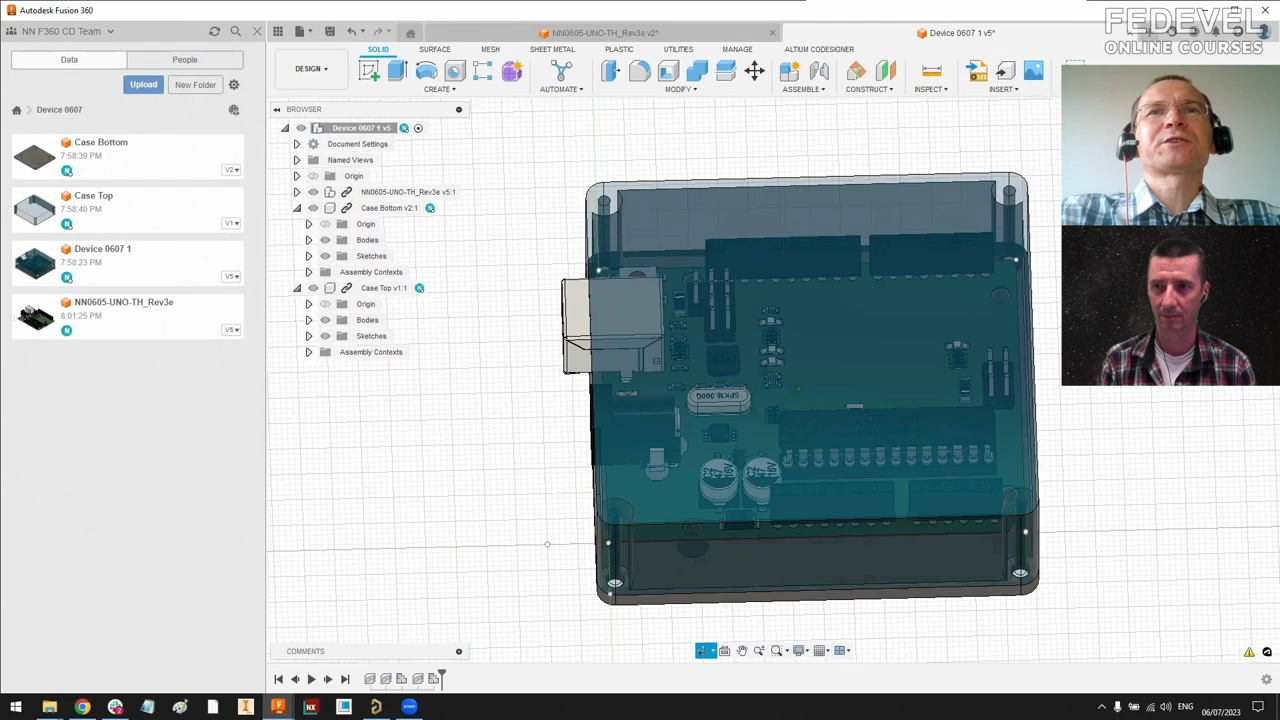 Autodesk Fusion 360
FEDEVEL
ONLINE COURSES
NN F360 CD Team
NN0605-UNO-TH_Rev3e v2*
Device 0607 1 v5*
Data
People
SOLID
SURFACE
MESH
SHEET METAL
PLASTIC
UTILITIES
MANAGE
ALTIUM DESIGNER
DESIGN
Upload
New Folder
CREATE
AUTOMATE
MODIFY
ASSEMBLE
CONSTRUCT
INSPECT
INSERT
Device 0607
BROWSER
Device 0607 1 v5
Document Settings
Named Views
Origin
NN0605-UNO-TH_Rev3e v5:1
Case Bottom v2:1
Origin
Bodies
Sketches
Assembly Contexts
Case Top v1:1
Origin
Bodies
Sketches
Assembly Contexts
Case Bottom
7:58:39 PM
V2
Case Top
7:58:40 PM
V1
Device 0607 1
7:58:23 PM
V5
NN0605-UNO-TH_Rev3e
8:01:25 PM
V5
SPK16.000G
COMMENTS
ENG
06/07/2023